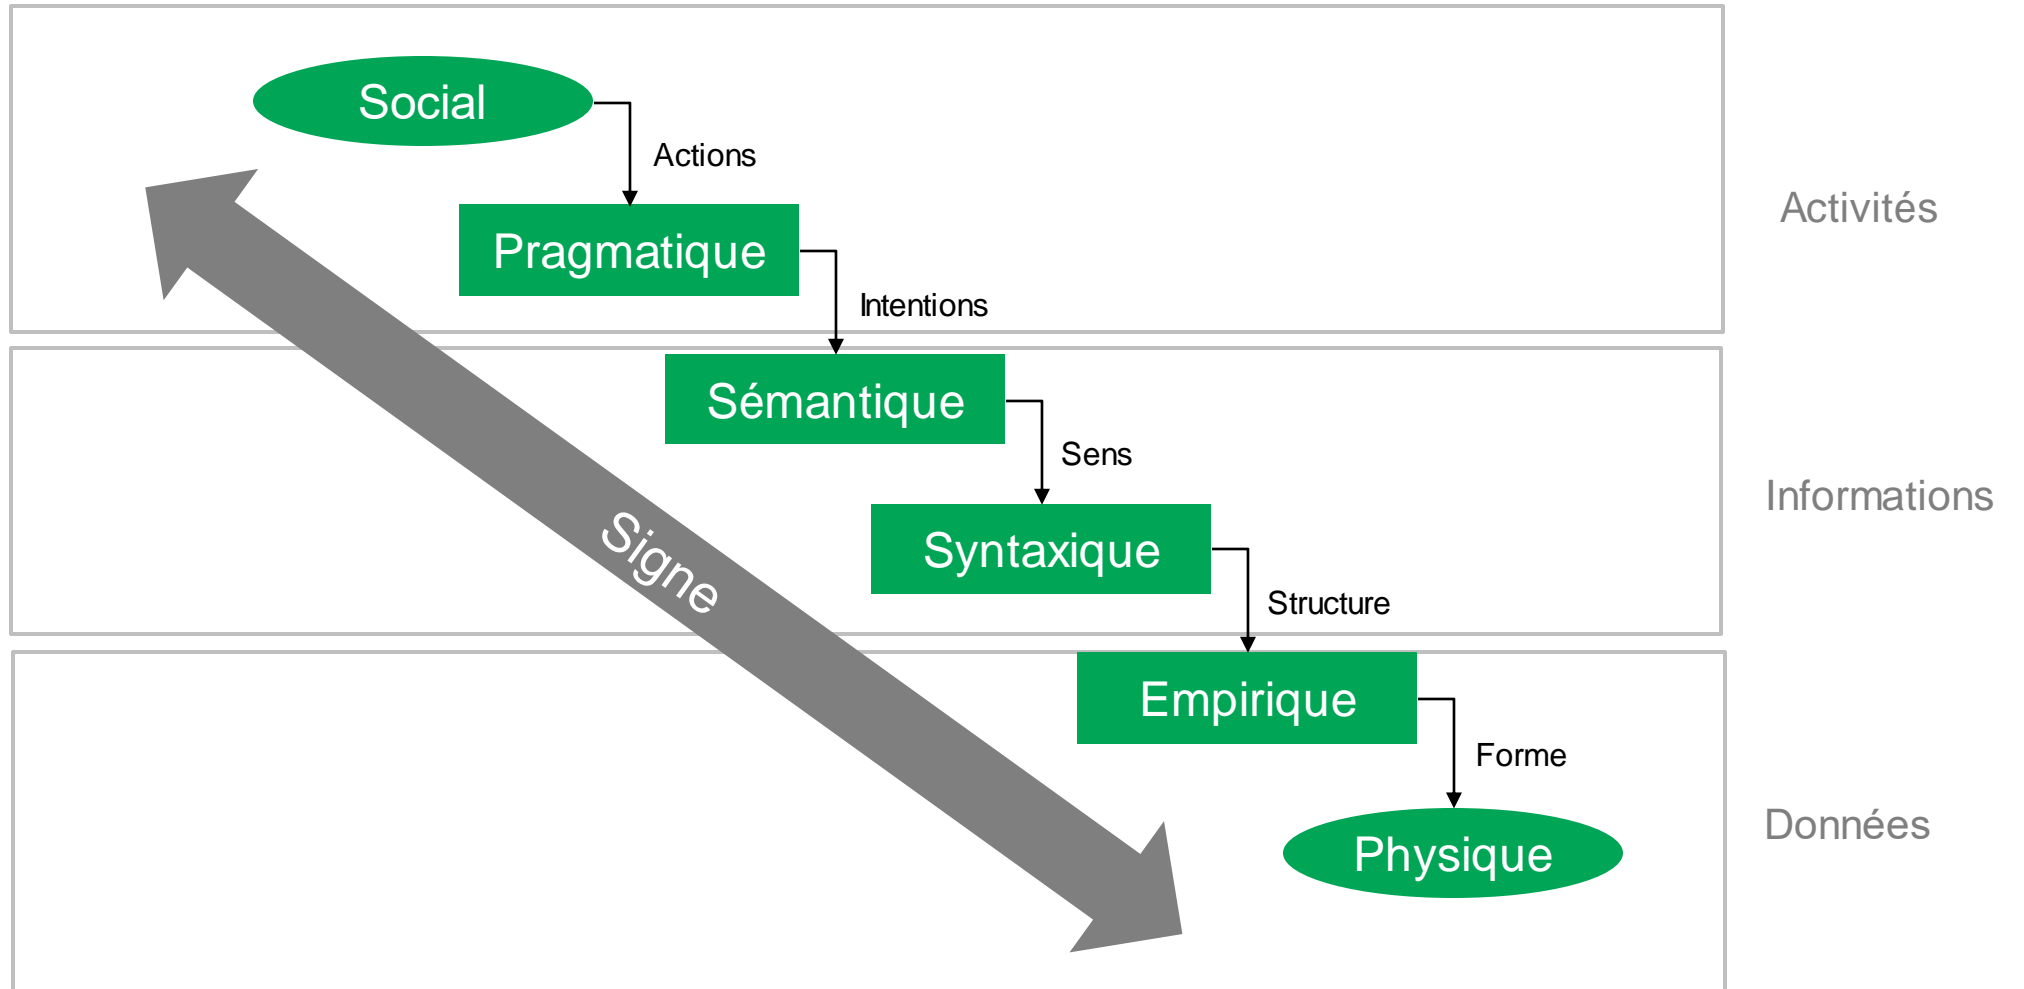 Social
Actions
Pragmatique
Activités
Intentions
Sémantique
Sens
Informations
Signe
Syntaxique
Structure
Empirique
Forme
Données
Physique